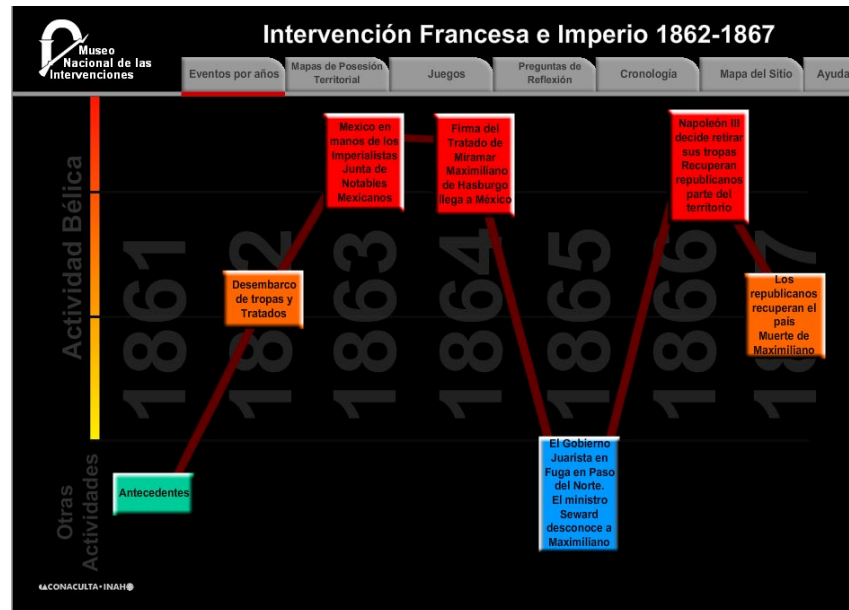 Museo
Nacional de las
Intervenciones
Intervención Francesa e Imperio 1862-1867
Eventos por años
Mapas de Posesión
Territorial
Juegos
Preguntas de
Reflexión
Cronología
Mapa del Sitio
Ayuda
Actividad Bélica
Otras
Actividades
1861
1862
1863
1864
1865
1866
1867
Antecedentes
Desembarco
de tropas y
Tratados
Mexico en
manos de los
Imperialistas
Junta de
Notables
Mexicanos
Firma del
Tratado de
Miramar
Maximiliano
de Hasburgo
llega a México
El Gobierno
Juarista en
Fuga en Paso
del Norte.
El ministro
Seward
desconoce a
Maximiliano
Napoleón III
decide retirar
sus tropas
Recuperan
republicanos
parte del
territorio
Los
republicanos
recuperan el
país
Muerte de
Maximiliano
CONACULTA•INAH